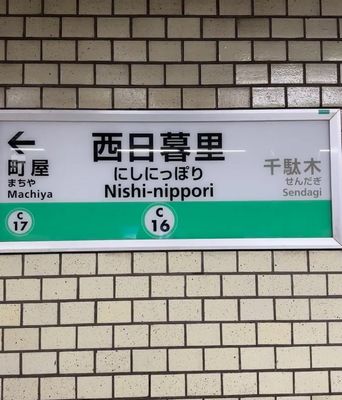 ←
西日暮里
にしにっぽり
Nishi-nippori
町屋
まちや
Machiya
千駄木
せんだぎ
Sendagi
C
17
C
16